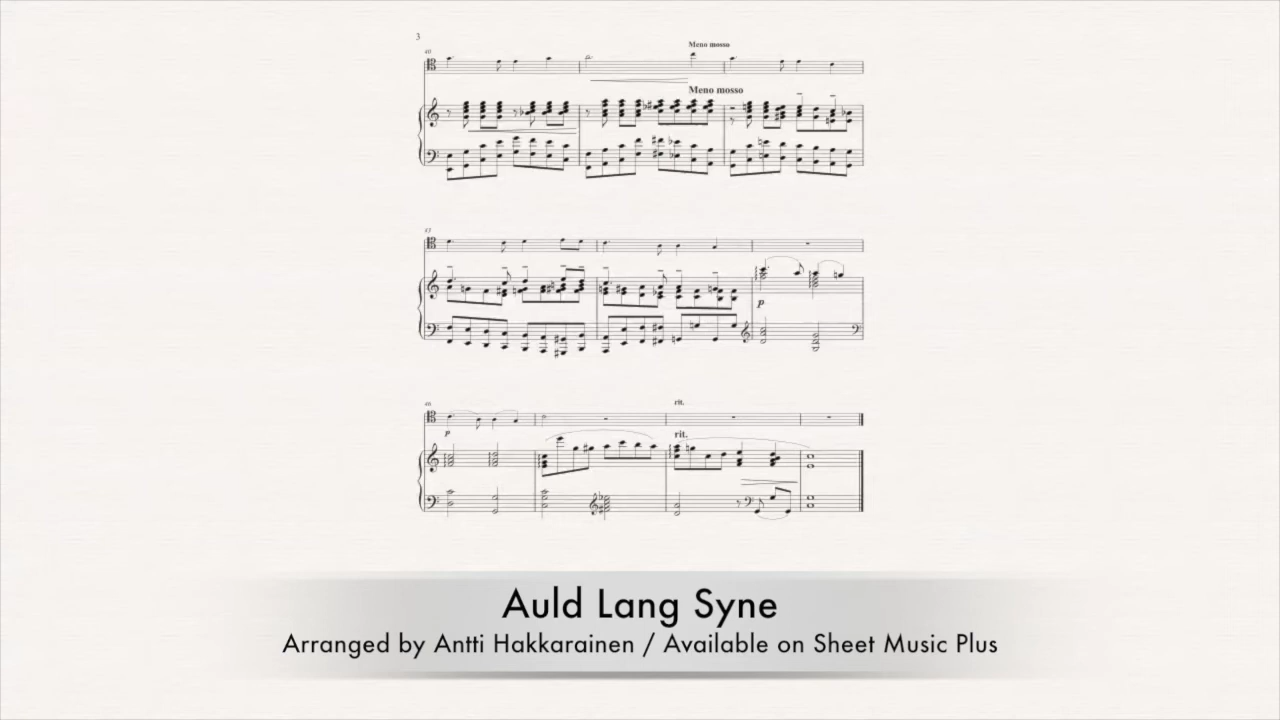 3
40
Meno mosso
Meno mosso
43
p
46
rit.
p
rit.
Auld Lang Syne
Arranged by Antti Hakkarainen / Available on Sheet Music Plus